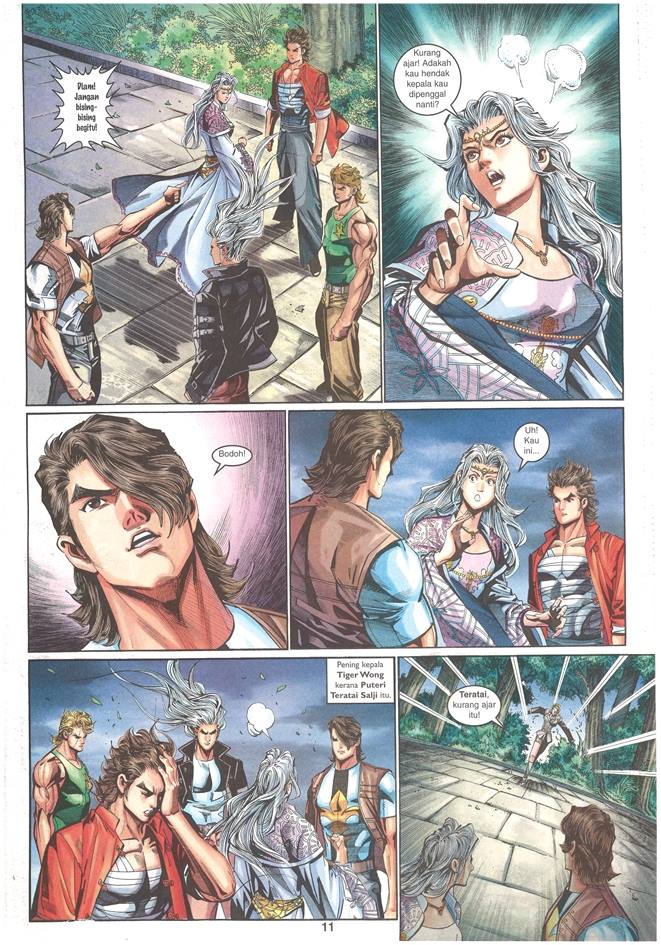 Diam!
Jangan
bising-
bising
begitu!
Kurang
ajar! Adakah
kau hendak
kepala kau
dipenggal
nanti?
Bodoh!
Uh!
Kau
ini...
Pening kepala
Tiger Wong
kerana Puteri
Teratai Salji itu.
Teratai,
kurang ajar
itu!
11